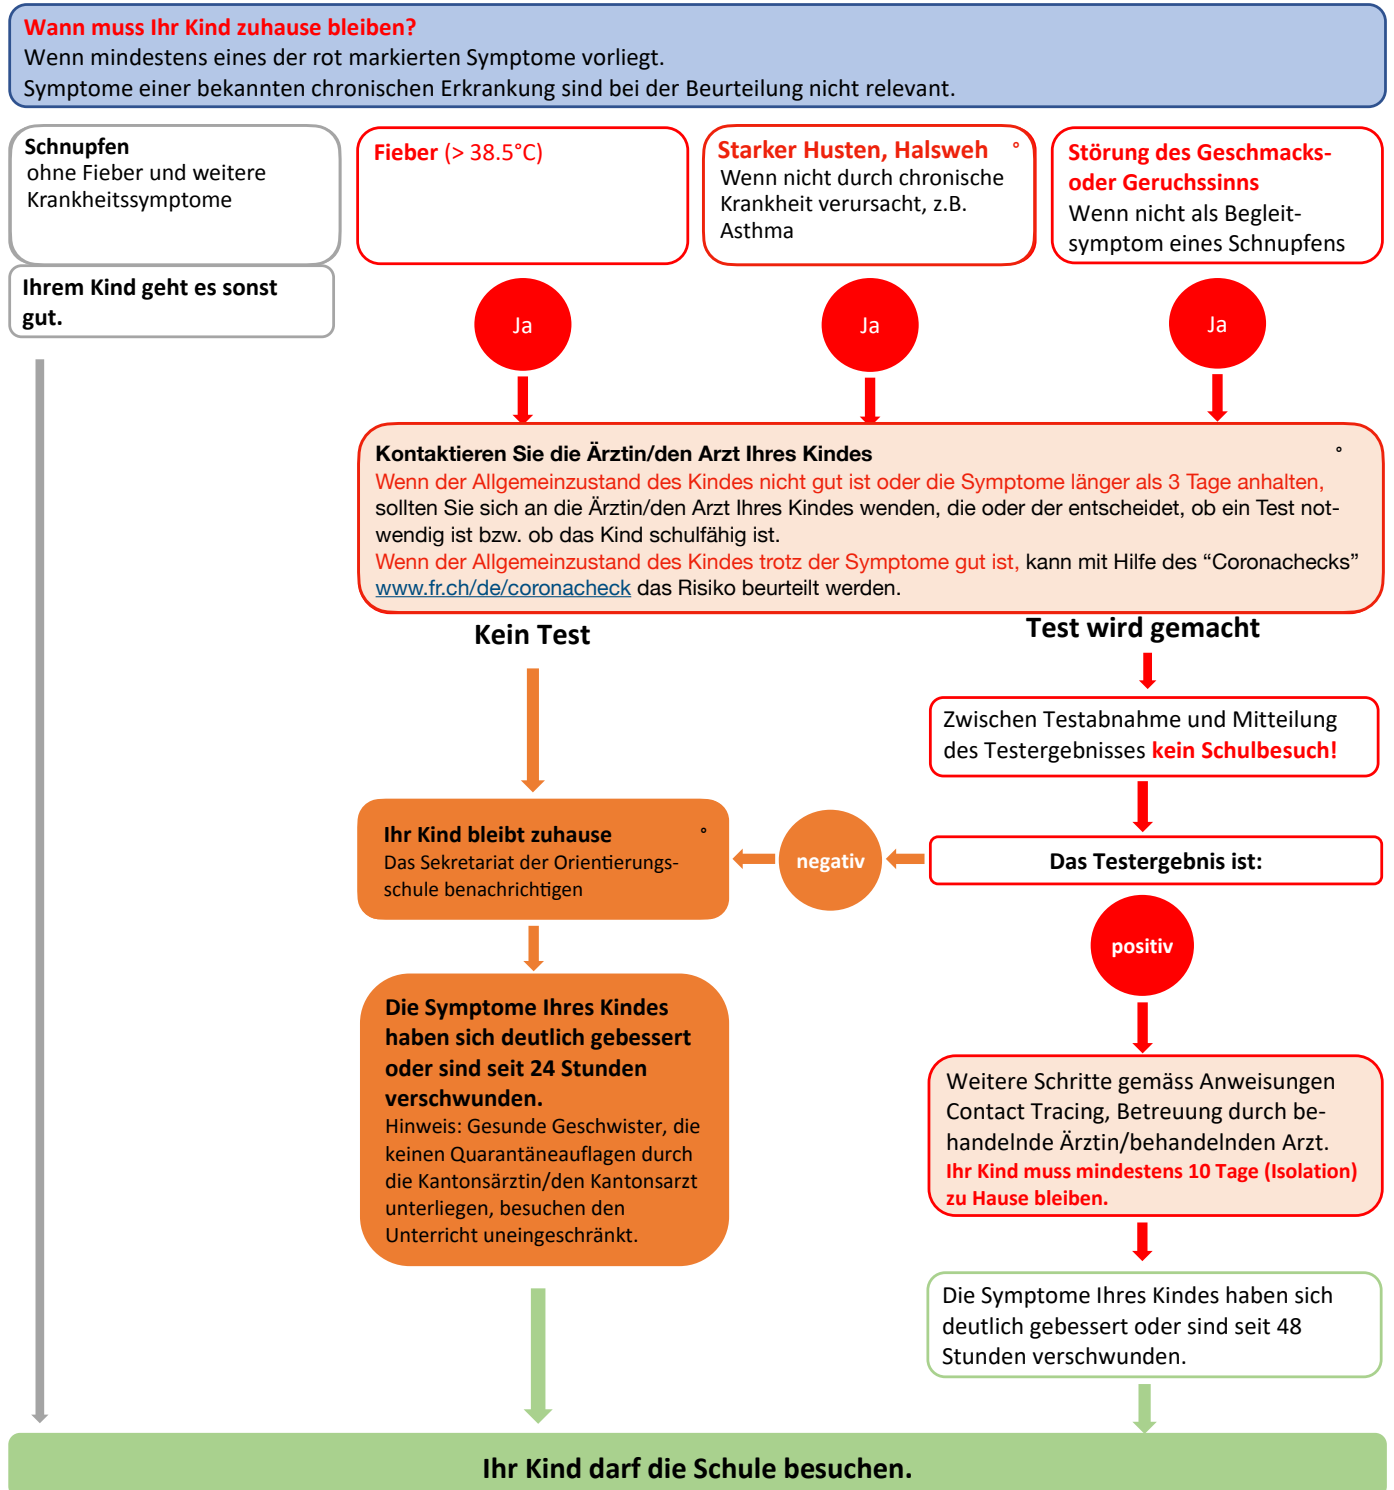 Wann muss Ihr Kind zuhause bleiben?
Wenn mindestens eines der rot markierten Symptome vorliegt.
Symptome einer bekannten chronischen Erkrankung sind bei der Beurteilung nicht relevant.
Schnupfen
ohne Fieber und weitere
Krankheitssymptome
Ihrem Kind geht es sonst
gut.
Fieber (> 38.5°C)
Starker Husten, Halsweh °
Wenn nicht durch chronische
Krankheit verursacht, z.B.
Asthma
Störung des Geschmacks-
oder Geruchssinns
Wenn nicht als Begleit-
symptom eines Schnupfens
Ja
Ja
Ja
Kontaktieren Sie die Ärztin/den Arzt Ihres Kindes °
Wenn der Allgemeinzustand des Kindes nicht gut ist oder die Symptome länger als 3 Tage anhalten,
sollten Sie sich an die Ärztin/den Arzt Ihres Kindes wenden, die oder der entscheidet, ob ein Test not-
wendig ist bzw. ob das Kind schulfähig ist.
Wenn der Allgemeinzustand des Kindes trotz der Symptome gut ist, kann mit Hilfe des “Coronachecks”
www.fr.ch/de/coronacheck das Risiko beurteilt werden.
Kein Test
Test wird gemacht
Zwischen Testabnahme und Mitteilung
des Testergebnisses kein Schulbesuch!
Ihr Kind bleibt zuhause °
Das Sekretariat der Orientierungs-
schule benachrichtigen
negativ
Das Testergebnis ist:
positiv
Die Symptome Ihres Kindes
haben sich deutlich gebessert
oder sind seit 24 Stunden
verschwunden.
Hinweis: Gesunde Geschwister, die
keinen Quarantäneauflagen durch
die Kantonsärztin/den Kantonsarzt
unterliegen, besuchen den
Unterricht uneingeschränkt.
Weitere Schritte gemäss Anweisungen
Contact Tracing, Betreuung durch be-
handelnde Ärztin/behandelnden Arzt.
Ihr Kind muss mindestens 10 Tage (Isolation)
zu Hause bleiben.
Die Symptome Ihres Kindes haben sich
deutlich gebessert oder sind seit 48
Stunden verschwunden.
Ihr Kind darf die Schule besuchen.